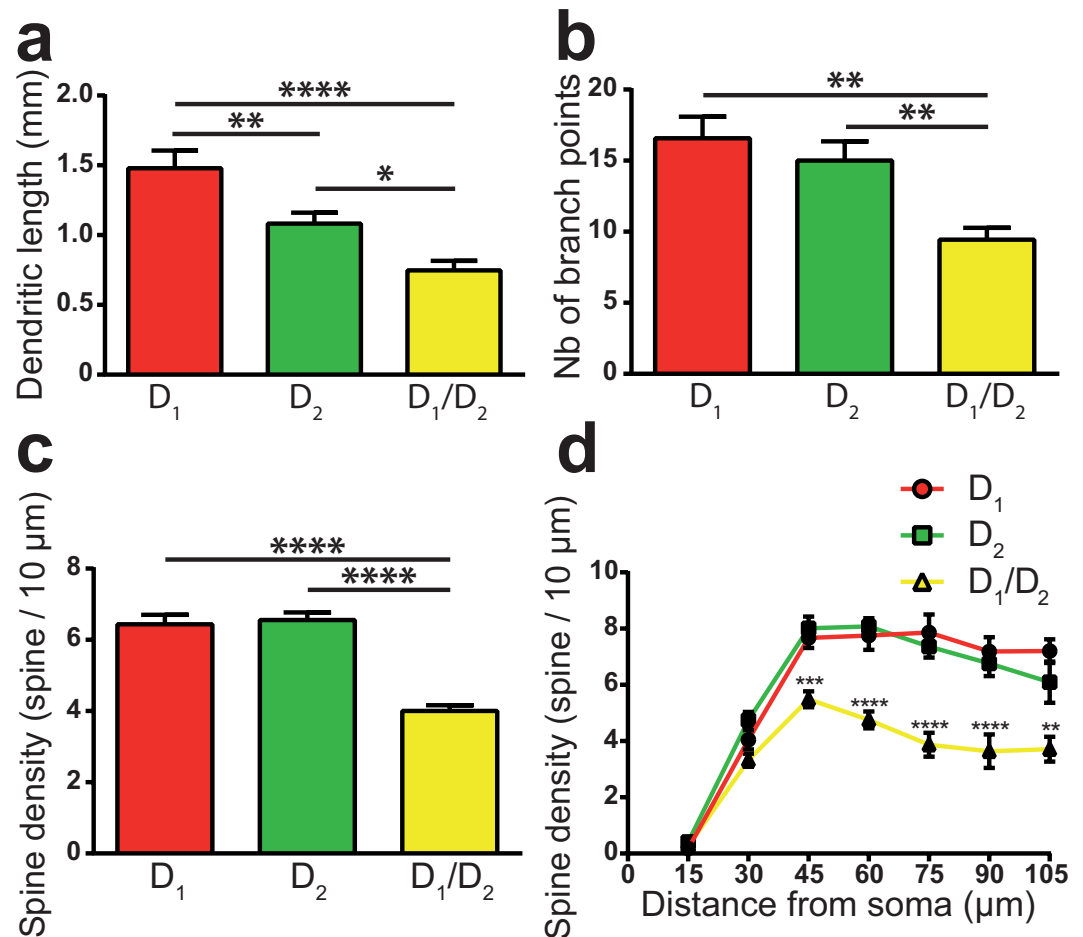 a
Dendritic length (mm)
2.0
1.5
1.0
0.5
0
****
**
*
D₁
D₂
D₁/D₂
b
Nb of branch points
20
15
10
5
0
**
**
D₁
D₂
D₁/D₂
c
Spine density (spine / 10 µm)
8
6
4
2
0
****
****
D₁
D₂
D₁/D₂
d
D₁
D₂
D₁/D₂
Spine density (spine / 10 µm)
10
8
6
4
2
0
*** **** **** **** **
0 15 30 45 60 75 90 105
Distance from soma (µm)